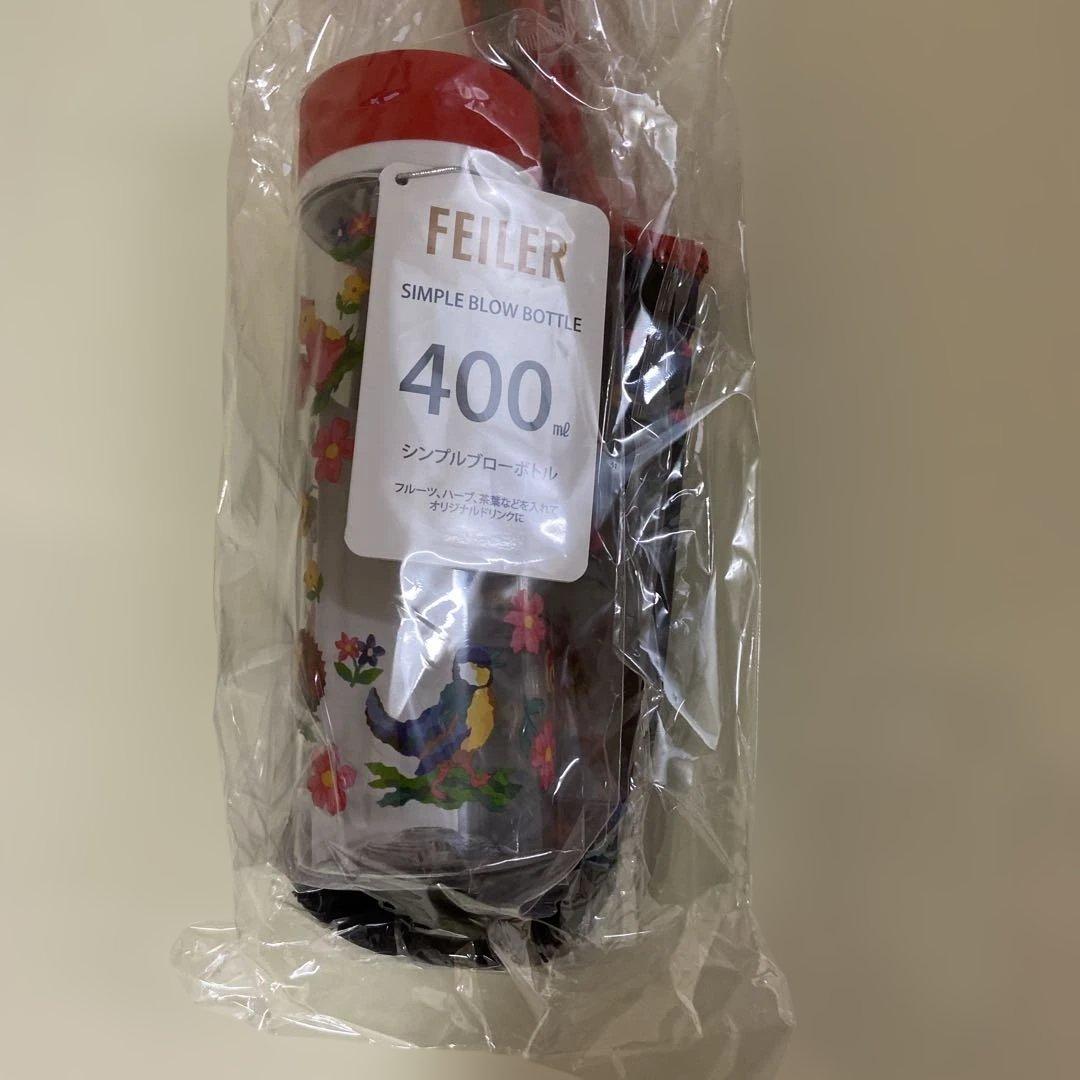 FEILER
SIMPLE BLOW BOTTLE
400㎖
シンプルブローボトル
フルーツ、ハーブ、茶葉などを入れて
オリジナルドリンクに